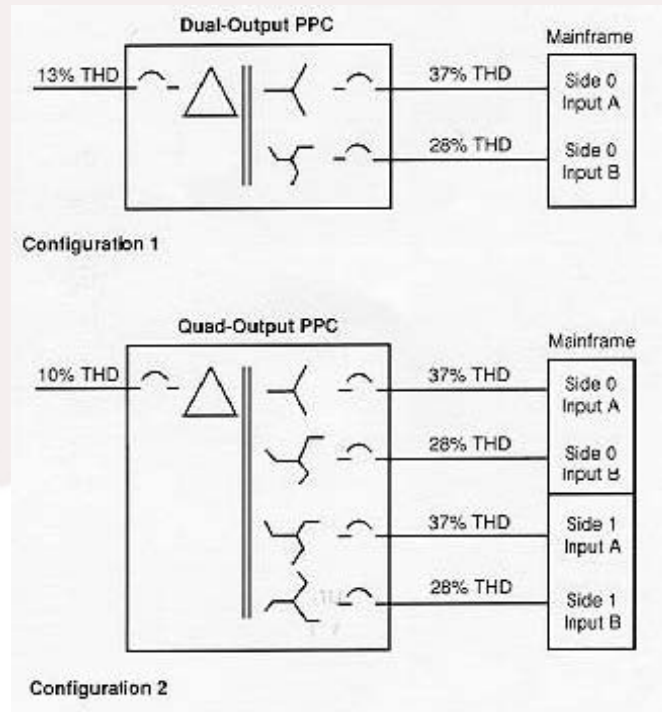 Dual-Output PPC
Mainframe
13% THD
37% THD
Side 0
Input A
28% THD
Side 0
Input B
Configuration 1
Quad-Output PPC
Mainframe
10% THD
37% THD
Side 0
Input A
28% THD
Side 0
Input B
37% THD
Side 1
Input A
28% THD
Side 1
Input B
Configuration 2